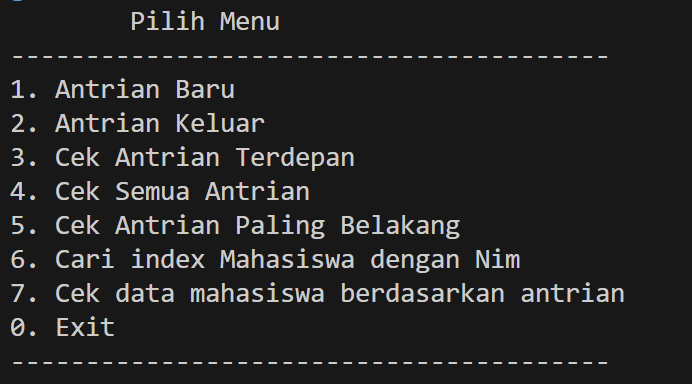 Pilih Menu
----------------------------------------
1. Antrian Baru
2. Antrian Keluar
3. Cek Antrian Terdepan
4. Cek Semua Antrian
5. Cek Antrian Paling Belakang
6. Cari index Mahasiswa dengan Nim
7. Cek data mahasiswa berdasarkan antrian
0. Exit
----------------------------------------